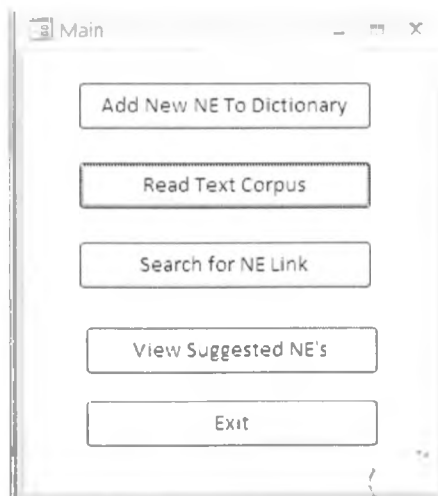 Main
Add New NE To Dictionary
Read Text Corpus
Search for NE Link
View Suggested NE's
Exit